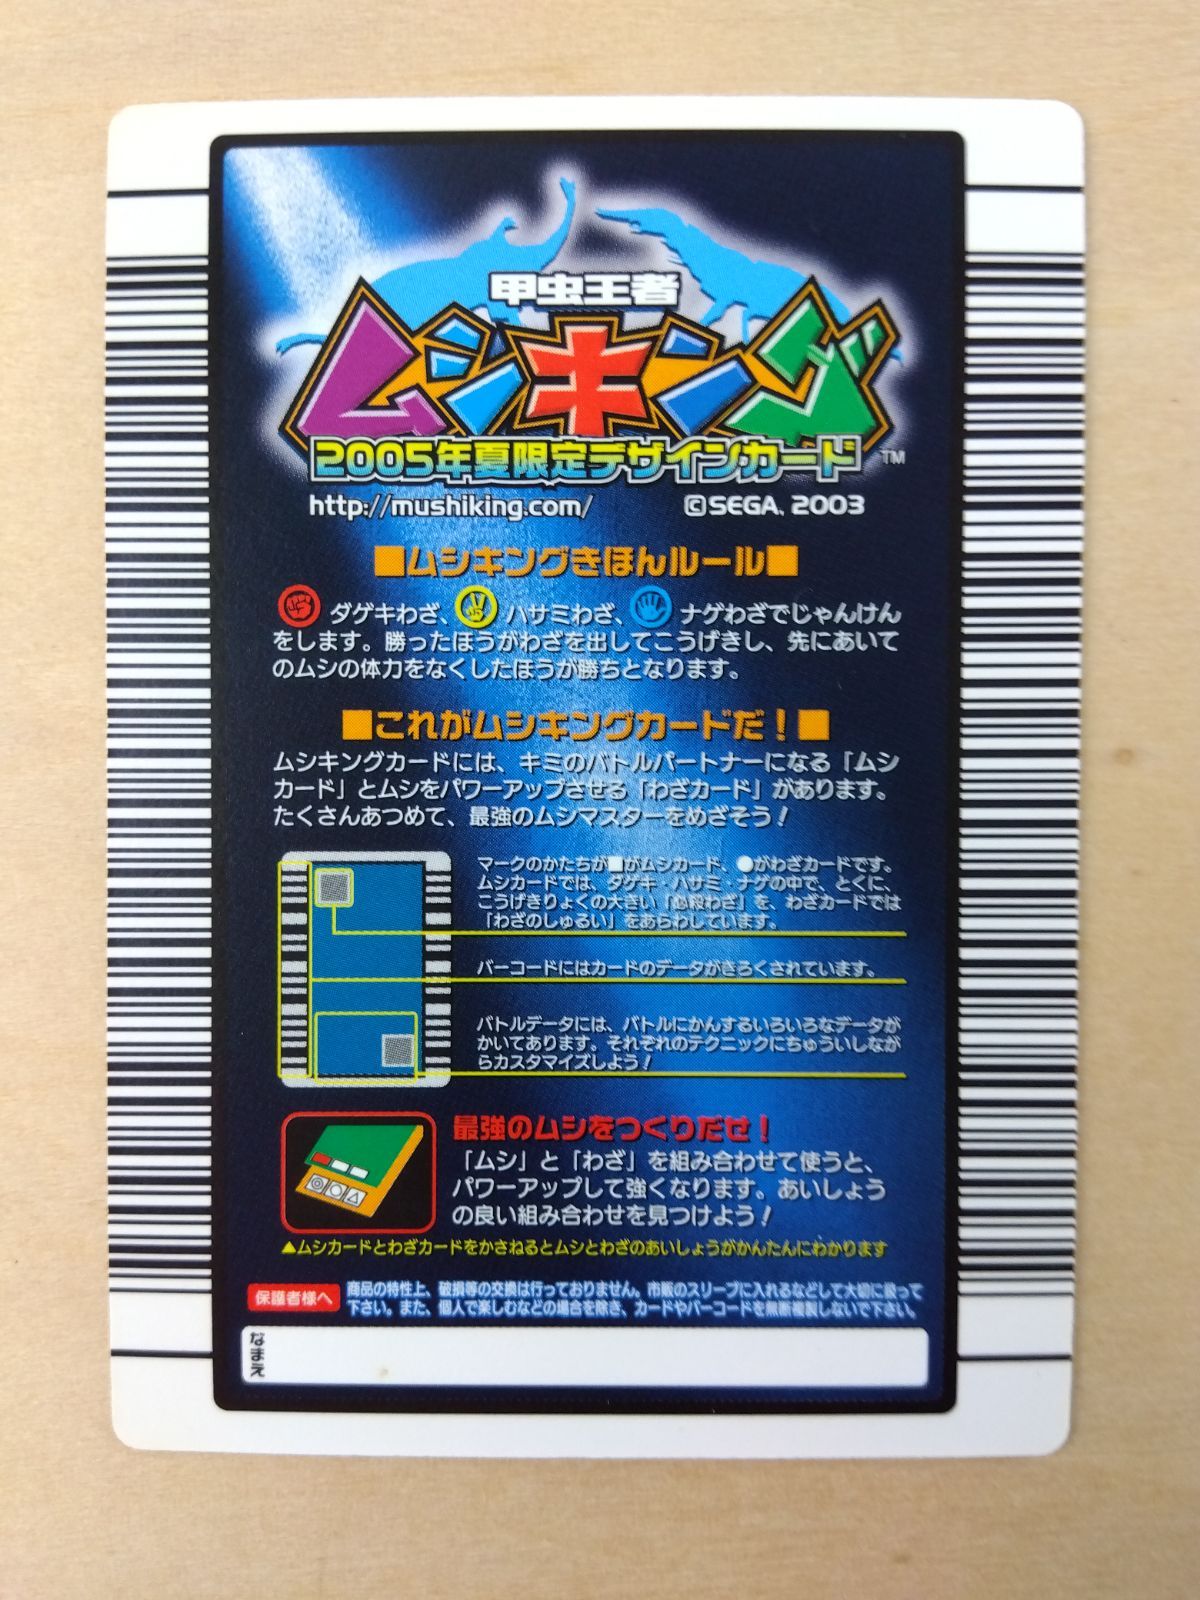 甲虫王者
ムシキング
2005年夏限定デザインカード
TM
http://mushiking.com/
©SEGA, 2003
■ムシキングきほんルール■
ダゲキわざ、ハサミわざ、ナゲわざでじゃんけん
をします。勝ったほうがわざを出してこうげきし、先にあいて
のムシの体力をなくしたほうが勝ちとなります。
■これがムシキングカードだ!■
ムシキングカードには、キミのバトルパートナーになる「ムシ
カード」とムシをパワーアップさせる「わざカード」があります。
たくさんあつめて、最強のムシマスターをめざそう!
マークのかたちが■がムシカード、●がわざカードです。
ムシカードでは、ダゲキ・ハサミ・ナゲの中で、とくに、
こうげきりょくの大きい「必殺わざ」を、わざカードでは
「わざのしゅるい」をあらわしています。
バーコードにはカードのデータがきろくされています。
バトルデータには、バトルにかんするいろいろなデータが
かいてあります。それぞれのテクニックにちゅういしなが
らカスタマイズしよう!
最強のムシをつくりだせ!
「ムシ」と「わざ」を組み合わせて使うと、
パワーアップして強くなります。あいしょう
の良い組み合わせを見つけよう!
▲ムシカードとわざカードをかさねるとムシとわざのあいしょうがかんたんにわかります
保護者様へ
商品の特性上、破損等の交換は行っておりません。市販のスリーブに入れるなどして大切に扱って
下さい。また、個人で楽しむなどの場合を除き、カードやバーコードを無断複製しないで下さい。
なまえ